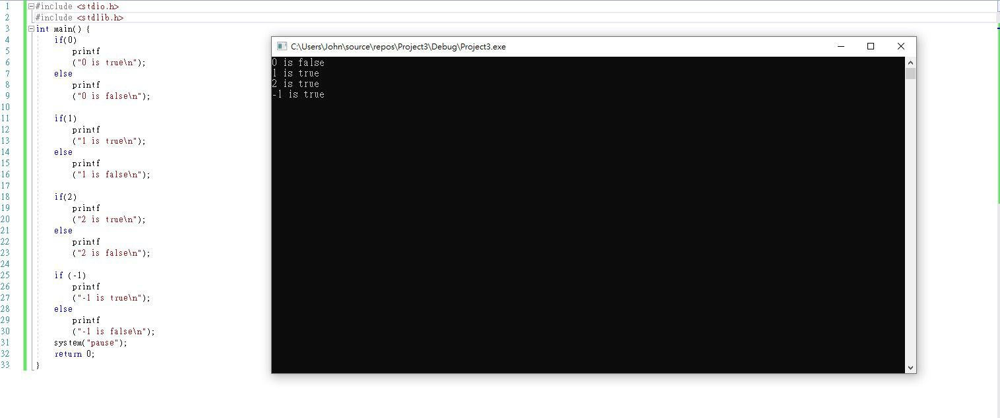 1 #include <stdio.h>
2 #include <stdlib.h>
3 int main() {
4 if(0)
5 printf
6 ("0 is true\n");
7 else
8 printf
9 ("0 is false\n");
10
11 if(1)
12 printf
13 ("1 is true\n");
14 else
15 printf
16 ("1 is false\n");
17
18 if(2)
19 printf
20 ("2 is true\n");
21 else
22 printf
23 ("2 is false\n");
24
25 if (-1)
26 printf
27 ("-1 is true\n");
28 else
29 printf
30 ("-1 is false\n");
31 system("pause");
32 return 0;
33 }
C:\Users\John\source\repos\Project3\Debug\Project3.exe
0 is false
1 is true
2 is true
-1 is true